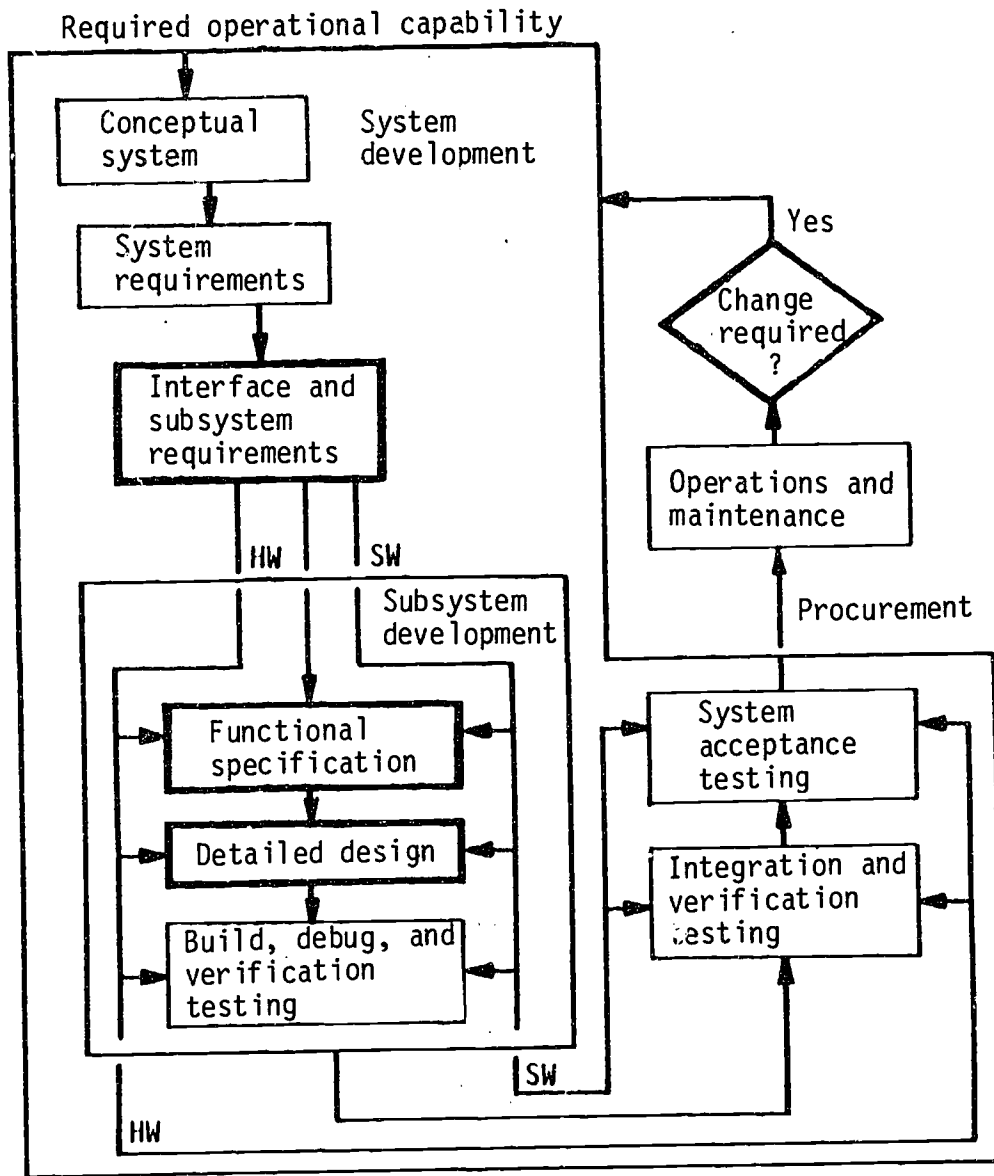 Required operational capability
Conceptual
system
System
development
System
requirements
Interface and
subsystem
requirements
HW
SW
Subsystem
development
Functional
specification
Detailed design
Build, debug, and
verification
testing
SW
HW
Yes
Change
required
?
Operations and
maintenance
Procurement
System
acceptance
testing
Integration and
verification
testing